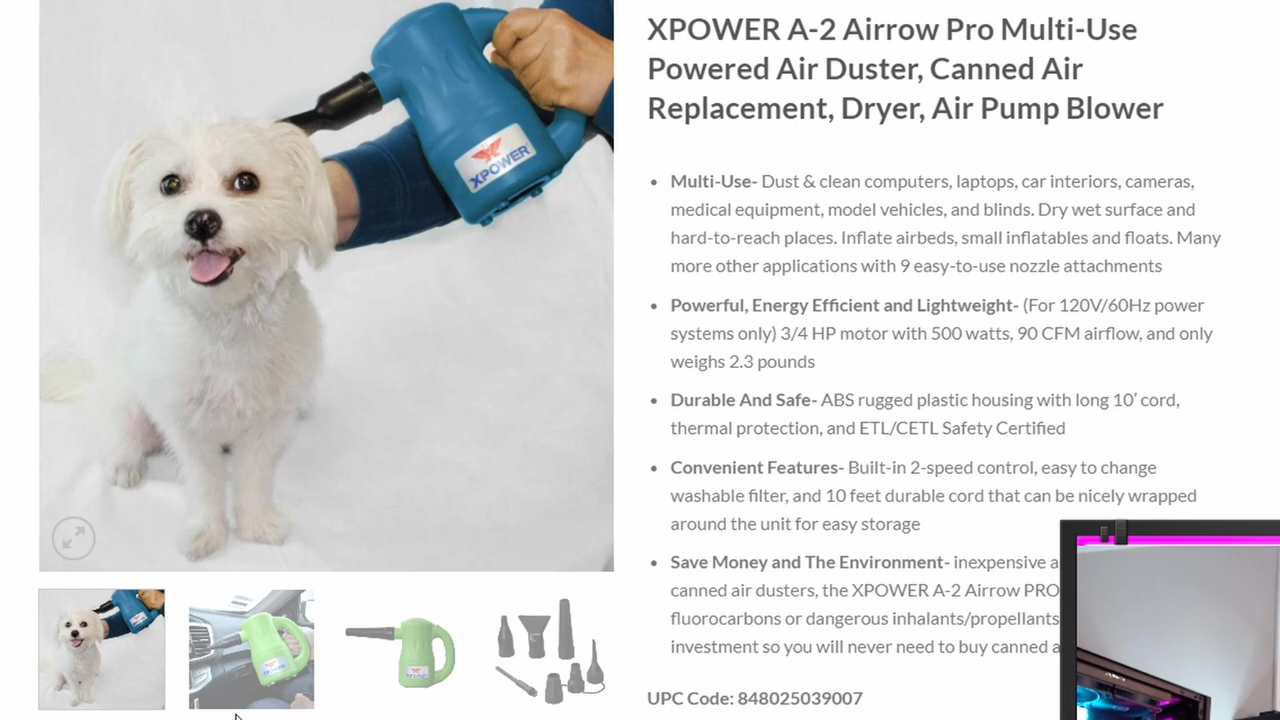 XPOWER A-2 Airrow Pro Multi-Use
Powered Air Duster, Canned Air
Replacement, Dryer, Air Pump Blower
XPOWER
• Multi-Use- Dust & clean computers, laptops, car interiors, cameras,
medical equipment, model vehicles, and blinds. Dry wet surface and
hard-to-reach places. Inflate airbeds, small inflatables and floats. Many
more other applications with 9 easy-to-use nozzle attachments
• Powerful, Energy Efficient and Lightweight- (For 120V/60Hz power
systems only) 3/4 HP motor with 500 watts, 90 CFM airflow, and only
weighs 2.3 pounds
• Durable And Safe- ABS rugged plastic housing with long 10′ cord,
thermal protection, and ETL/CETL Safety Certified
• Convenient Features- Built-in 2-speed control, easy to change
washable filter, and 10 feet durable cord that can be nicely wrapped
around the unit for easy storage
• Save Money and The Environment- inexpensive
canned air dusters, the XPOWER A-2 Airrow PRO
fluorocarbons or dangerous inhalants/propellants
investment so you will never need to buy canned
UPC Code: 848025039007